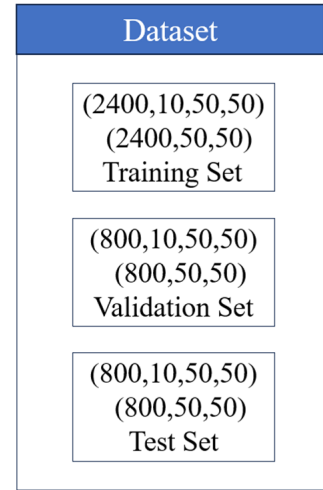 Dataset
(2400,10,50,50)
(2400,50,50)
Training Set
(800,10,50,50)
(800,50,50)
Validation Set
(800,10,50,50)
(800,50,50)
Test Set